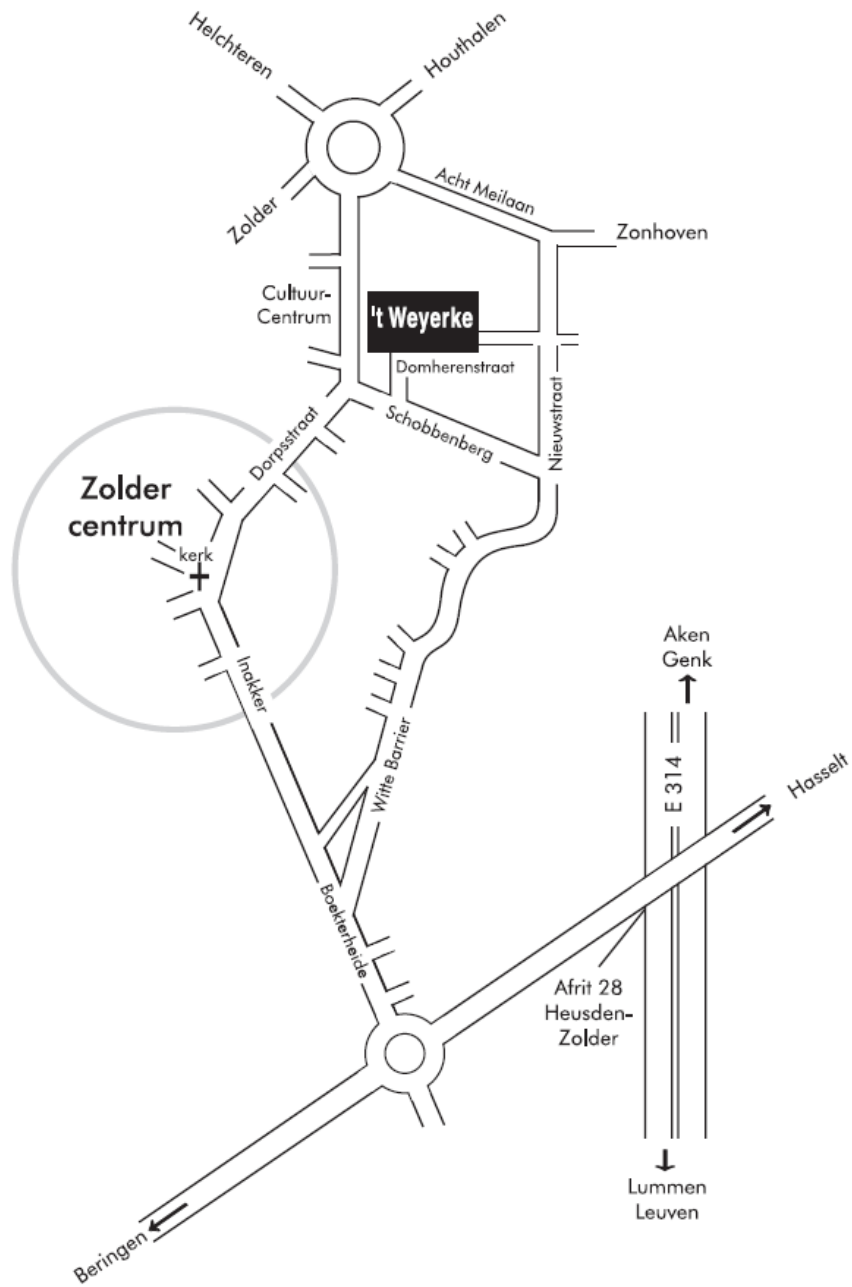 Helchteren
Houthalen
Acht Meilaan
Zolder
Zonhoven
Cultuur-
Centrum
't Weyerke
Domherenstraat
Schobbenberg
Nieuwstraat
Dorpsstraat
Zolder
centrum
kerk
Inakker
Witte Barrier
Aken
Genk
E 314
Hasselt
Boekterheide
Afrit 28
Heusden-
Zolder
Lummen
Leuven
Beringen